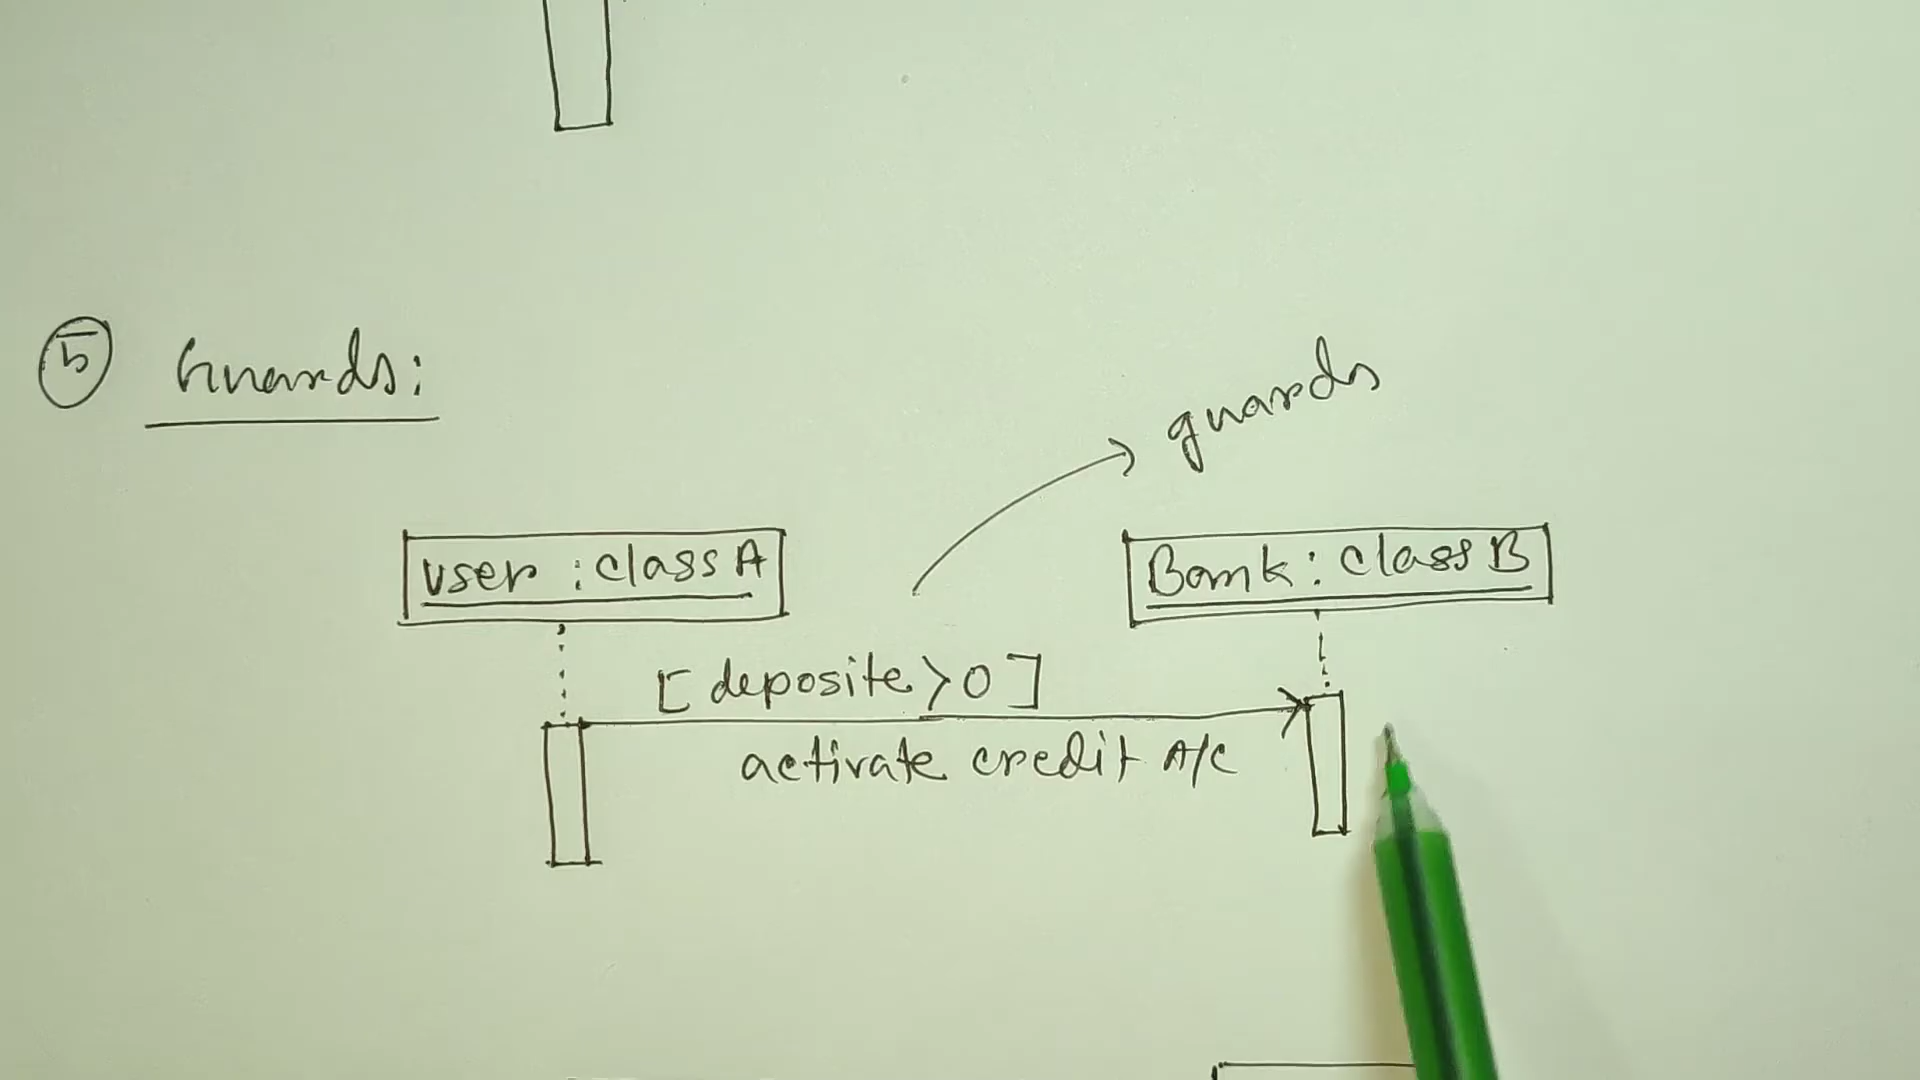 5 Guards:
guards
user : class A
Bank : class B
[deposite > 0]
activate credit A/C